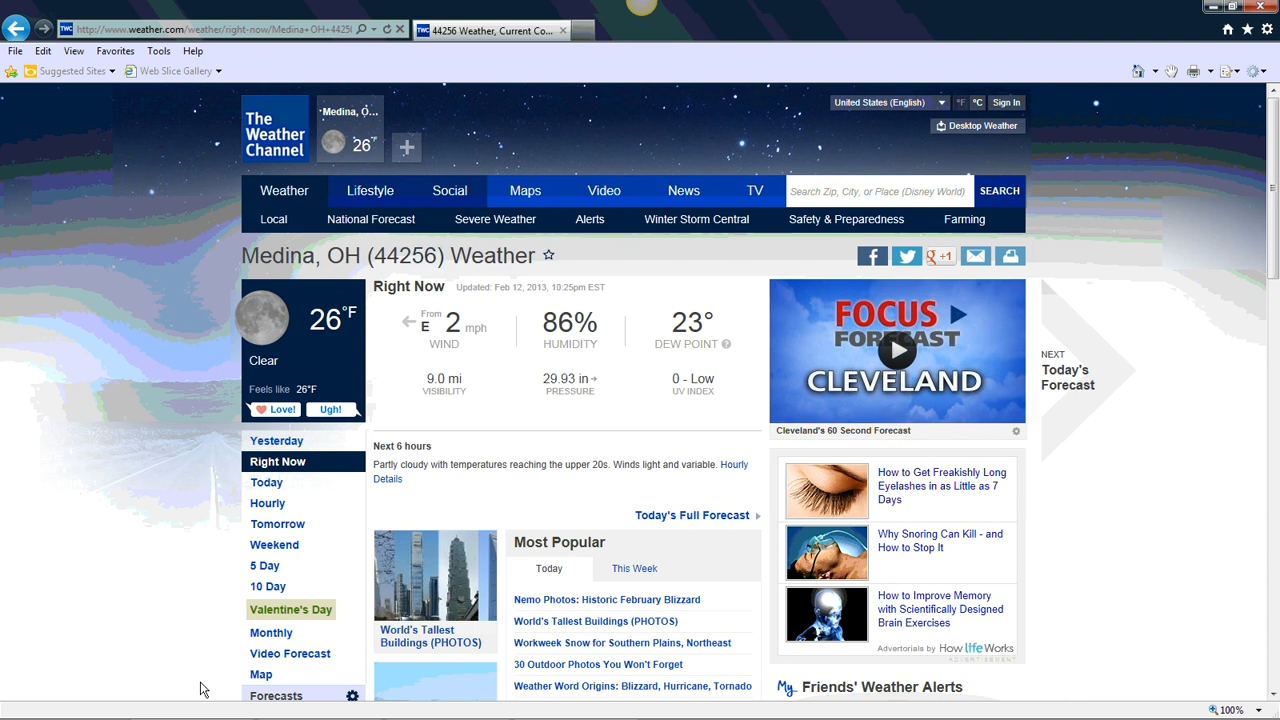 http://www.weather.com/weather/right-now/Medina+OH+4425
44256 Weather, Current Co...
File Edit View Favorites Tools Help
Suggested Sites Web Slice Gallery
The Weather Channel
Medina, O...
26°F
United States (English) °F °C Sign In
Desktop Weather
Weather Lifestyle Social Maps Video News TV Search Zip, City, or Place (Disney World) SEARCH
Local National Forecast Severe Weather Alerts Winter Storm Central Safety & Preparedness Farming
Medina, OH (44256) Weather
+1
26°F
Clear
Feels like 26°F
Love! Ugh!
Right Now Updated: Feb 12, 2013, 10:25pm EST
From E 2 mph 86% 23°
WIND HUMIDITY DEW POINT
9.0 mi 29.93 in 0 - Low
VISIBILITY PRESSURE UV INDEX
Next 6 hours
Partly cloudy with temperatures reaching the upper 20s. Winds light and variable. Hourly
Details
Today's Full Forecast
FOCUS
FORECAST
CLEVELAND
Cleveland's 60 Second Forecast
NEXT
Today's
Forecast
Yesterday
Right Now
Today
Hourly
Tomorrow
Weekend
5 Day
10 Day
Valentine's Day
Monthly
Video Forecast
Map
Forecasts
World's Tallest
Buildings (PHOTOS)
Most Popular
Today This Week
Nemo Photos: Historic February Blizzard
World's Tallest Buildings (PHOTOS)
Workweek Snow for Southern Plains, Northeast
30 Outdoor Photos You Won't Forget
Weather Word Origins: Blizzard, Hurricane, Tornado
How to Get Freakishly Long
Eyelashes in as Little as 7
Days
Why Snoring Can Kill - and
How to Stop It
How to Improve Memory
with Scientifically Designed
Brain Exercises
Advertorials by How life Works
ADVERTISEMENT
My Friends' Weather Alerts
100%